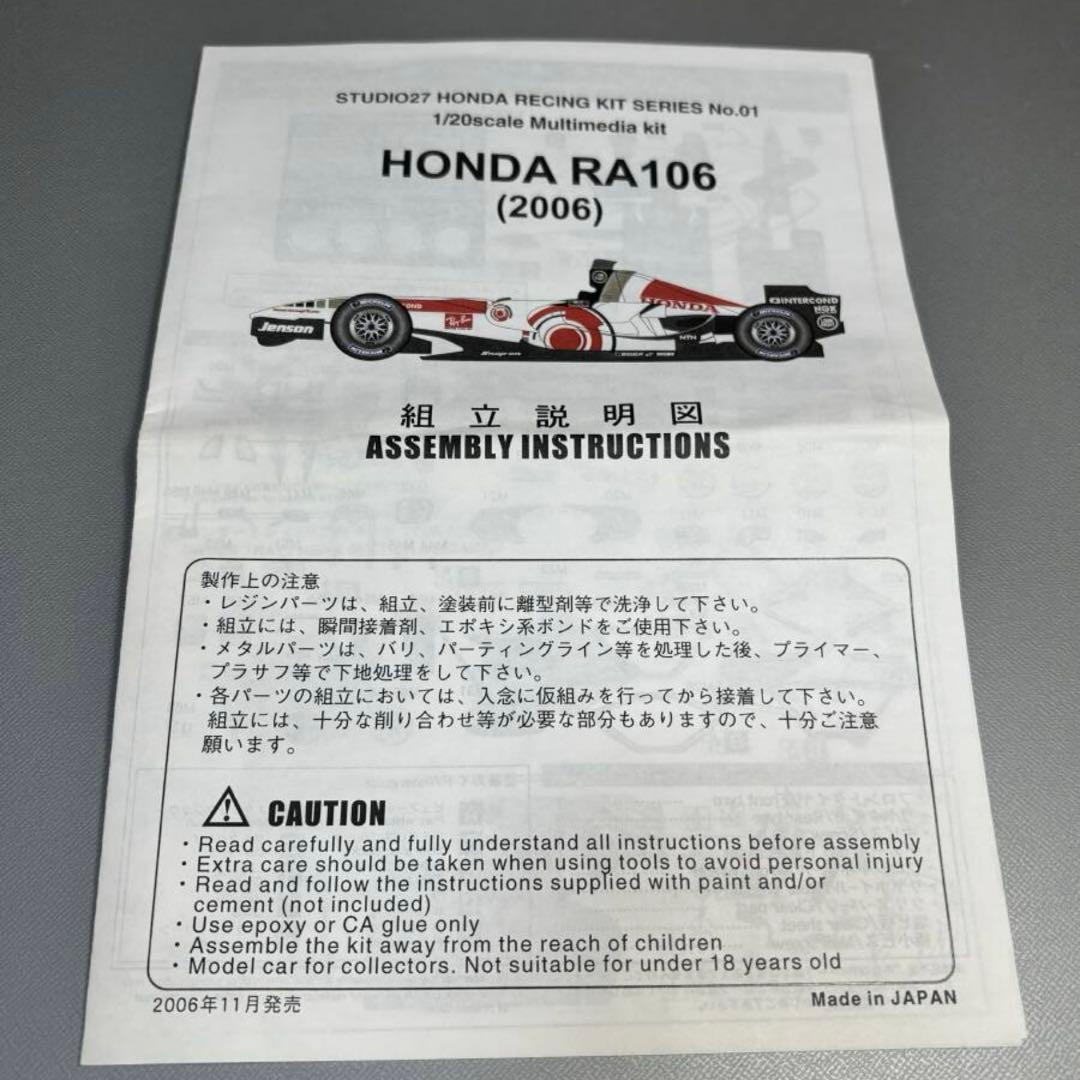 STUDIO27 HONDA RECING KIT SERIES No.01
1/20scale Multimedia kit
HONDA RA106
(2006)
Jenson
MICHELIN
Ray-Ban
HONDA
INTERCOND
NGK
NTN
Snap-on
組立説明図
ASSEMBLY INSTRUCTIONS
製作上の注意
・レジンパーツは、組立、塗装前に離型剤等で洗浄して下さい。
・組立には、瞬間接着剤、エポキシ系ボンドをご使用下さい。
・メタルパーツは、バリ、パーティングライン等を処理した後、プライマー、
プラサフ等で下地処理をして下さい。
・各パーツの組立においては、入念に仮組みを行ってから接着して下さい。
組立には、十分な削り合わせ等が必要な部分もありますので、十分ご注意
願います。
CAUTION
・Read carefully and fully understand all instructions before assembly
・Extra care should be taken when using tools to avoid personal injury
・Read and follow the instructions supplied with paint and/or
cement (not included)
・Use epoxy or CA glue only
・Assemble the kit away from the reach of children
・Model car for collectors. Not suitable for under 18 years old
2006年11月発売
Made in JAPAN